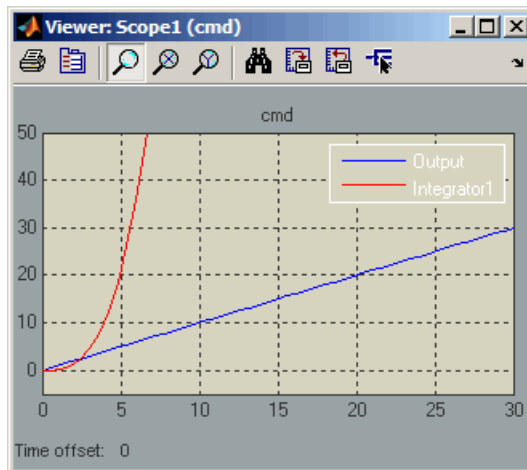 Viewer: Scope1 (cmd)
cmd
50
40
30
20
10
0
Output
Integrator1
0 5 10 15 20 25 30
Time offset: 0